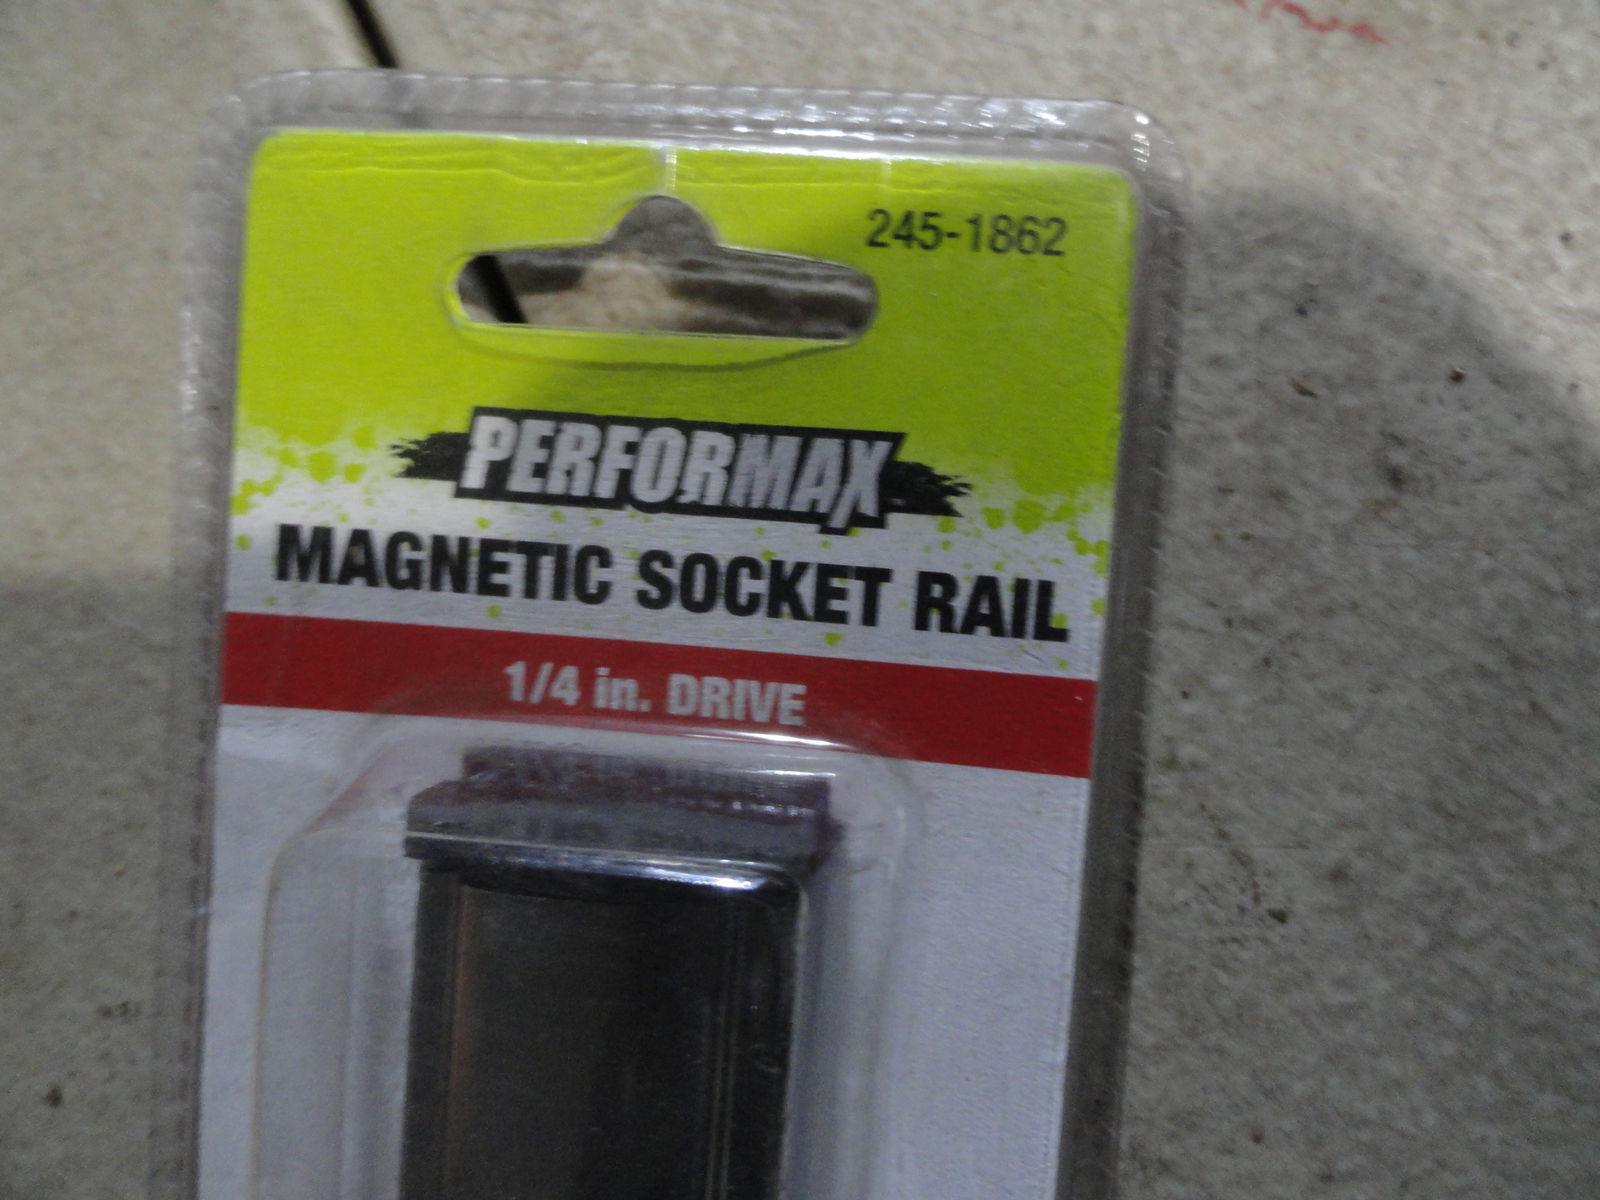 245-1862
PERFORMAX
MAGNETIC SOCKET RAIL
1/4 in. DRIVE